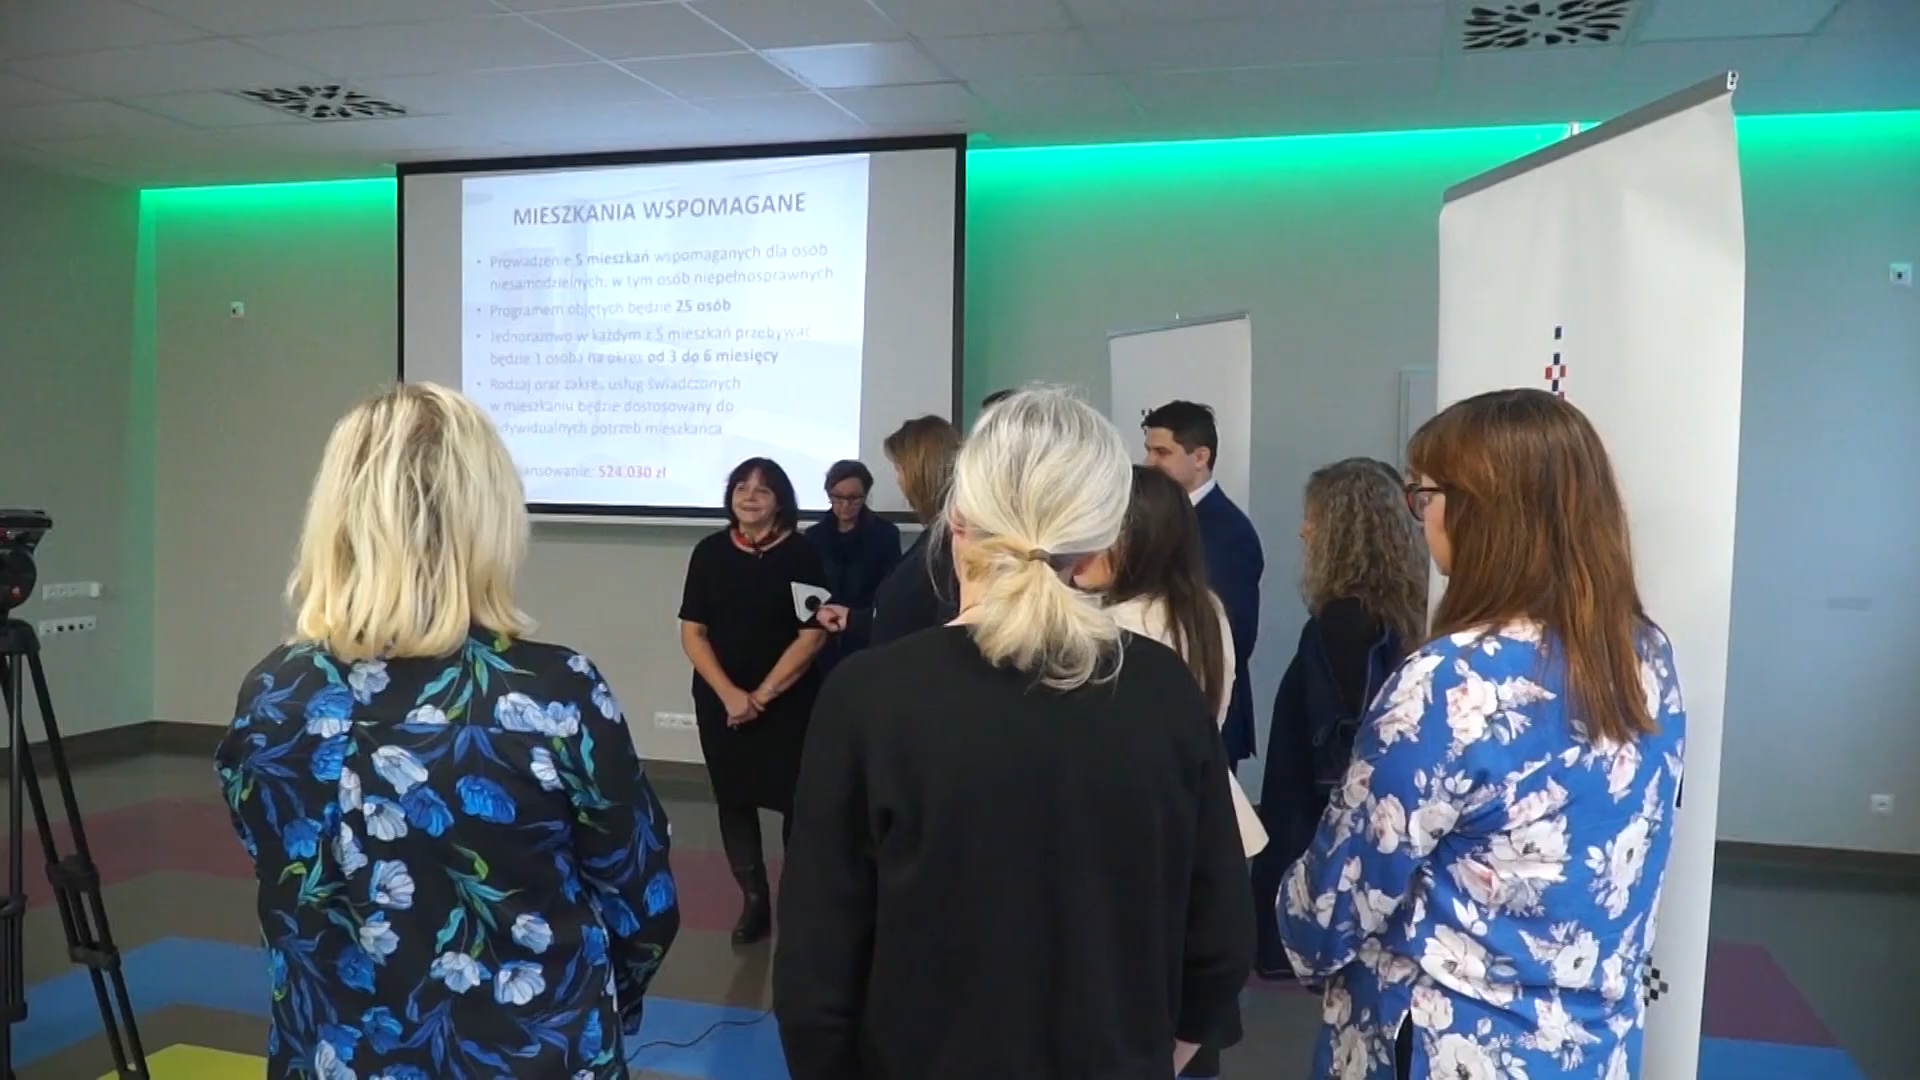 MIESZKANIA WSPOMAGANE
• Prowadzenie 5 mieszkań wspomaganych dla osób
niesamodzielnych, w tym osób niepełnosprawnych
• Programem objętych będzie 25 osób
• Jednorazowo w każdym z 5 mieszkań przebywać
będzie 1 osoba na okres od 3 do 6 miesięcy
• Rodzaj oraz zakres usług świadczonych
w mieszkaniu będzie dostosowany do
dywidualnych potrzeb mieszkańca
ansowanie: 524.030 zł